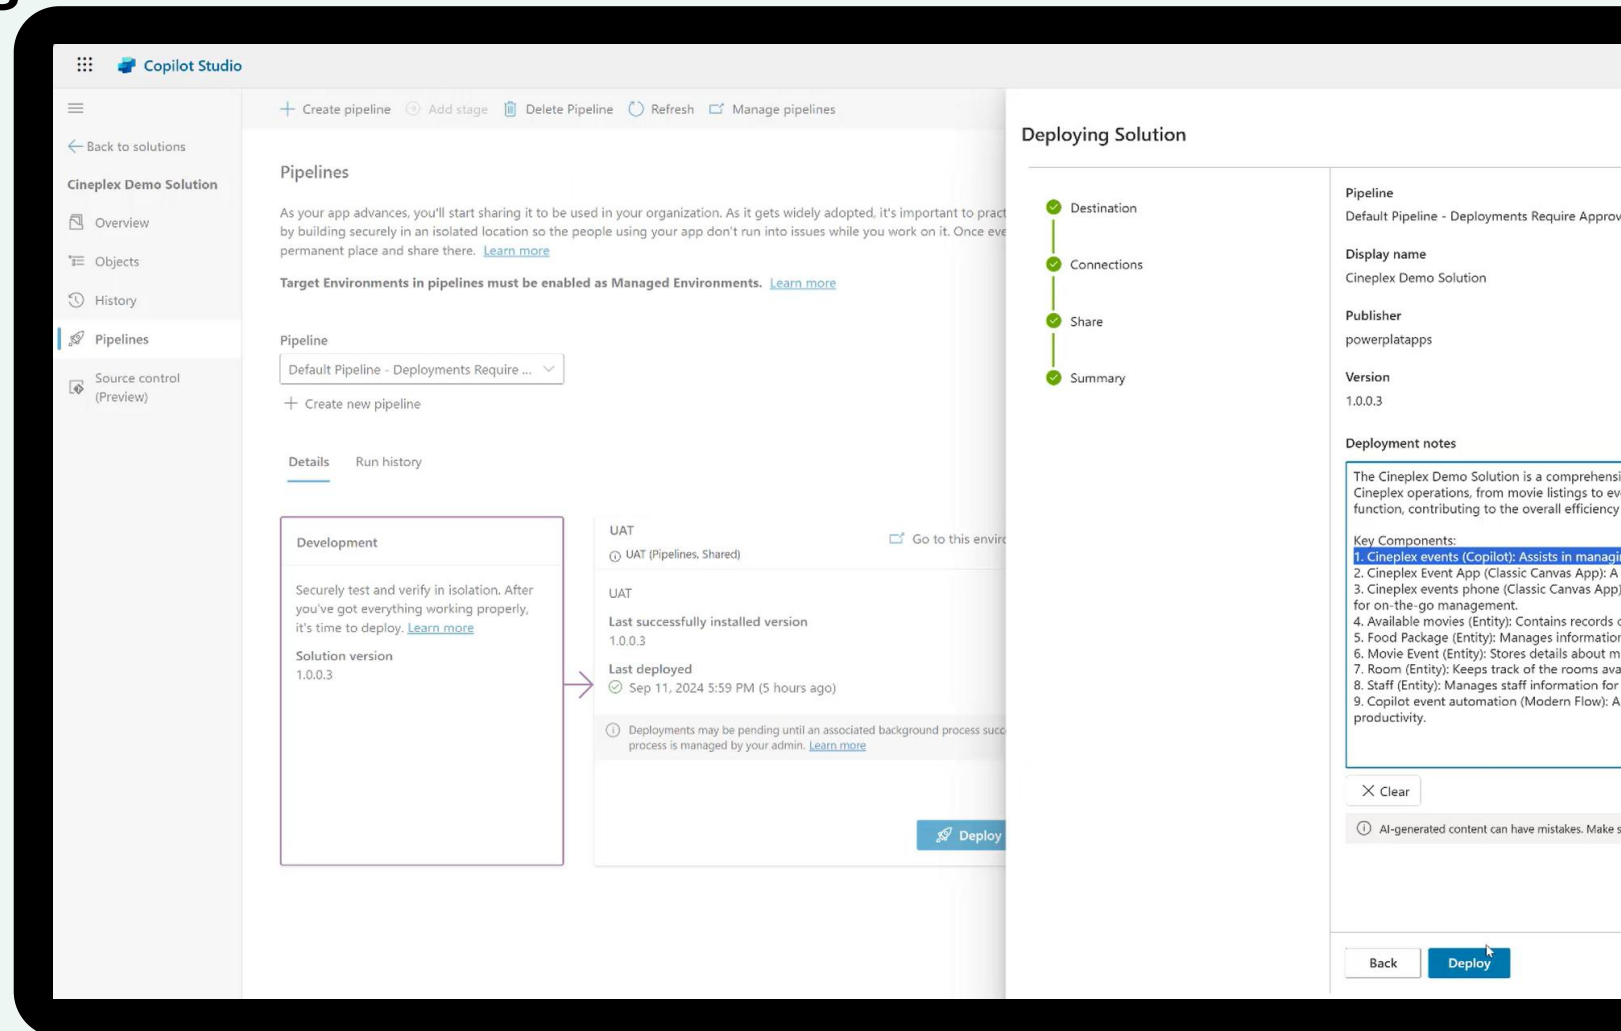 Copilot Studio
Create pipeline
Add stage
Delete Pipeline
Refresh
Manage pipelines
Back to solutions
Cineplex Demo Solution
Overview
Objects
History
Pipelines
Source control
(Preview)
Pipelines
As your app advances, you'll start sharing it to be used in your organization. As it gets widely adopted, it's important to pract
by building securely in an isolated location so the people using your app don't run into issues while you work on it. Once eve
permanent place and share there. Learn more
Target Environments in pipelines must be enabled as Managed Environments. Learn more
Pipeline
Default Pipeline - Deployments Require ...
Create new pipeline
Details
Run history
Development
Securely test and verify in isolation. After
you've got everything working properly,
it's time to deploy. Learn more
Solution version
1.0.0.3
UAT
UAT (Pipelines, Shared)
Go to this enviro
UAT
Last successfully installed version
1.0.0.3
Last deployed
Sep 11, 2024 5:59 PM (5 hours ago)
Deployments may be pending until an associated background process succ
process is managed by your admin. Learn more
Deploy
Deploying Solution
Destination
Connections
Share
Summary
Pipeline
Default Pipeline - Deployments Require Approv
Display name
Cineplex Demo Solution
Publisher
powerplatapps
Version
1.0.0.3
Deployment notes
The Cineplex Demo Solution is a comprehensi
Cineplex operations, from movie listings to ev
function, contributing to the overall efficiency
Key Components:
1. Cineplex events (Copilot): Assists in managi
2. Cineplex Event App (Classic Canvas App): A
3. Cineplex events phone (Classic Canvas App)
for on-the-go management.
4. Available movies (Entity): Contains records
5. Food Package (Entity): Manages information
6. Movie Event (Entity): Stores details about m
7. Room (Entity): Keeps track of the rooms ava
8. Staff (Entity): Manages staff information for
9. Copilot event automation (Modern Flow): A
productivity.
Clear
AI-generated content can have mistakes. Make s
Back
Deploy